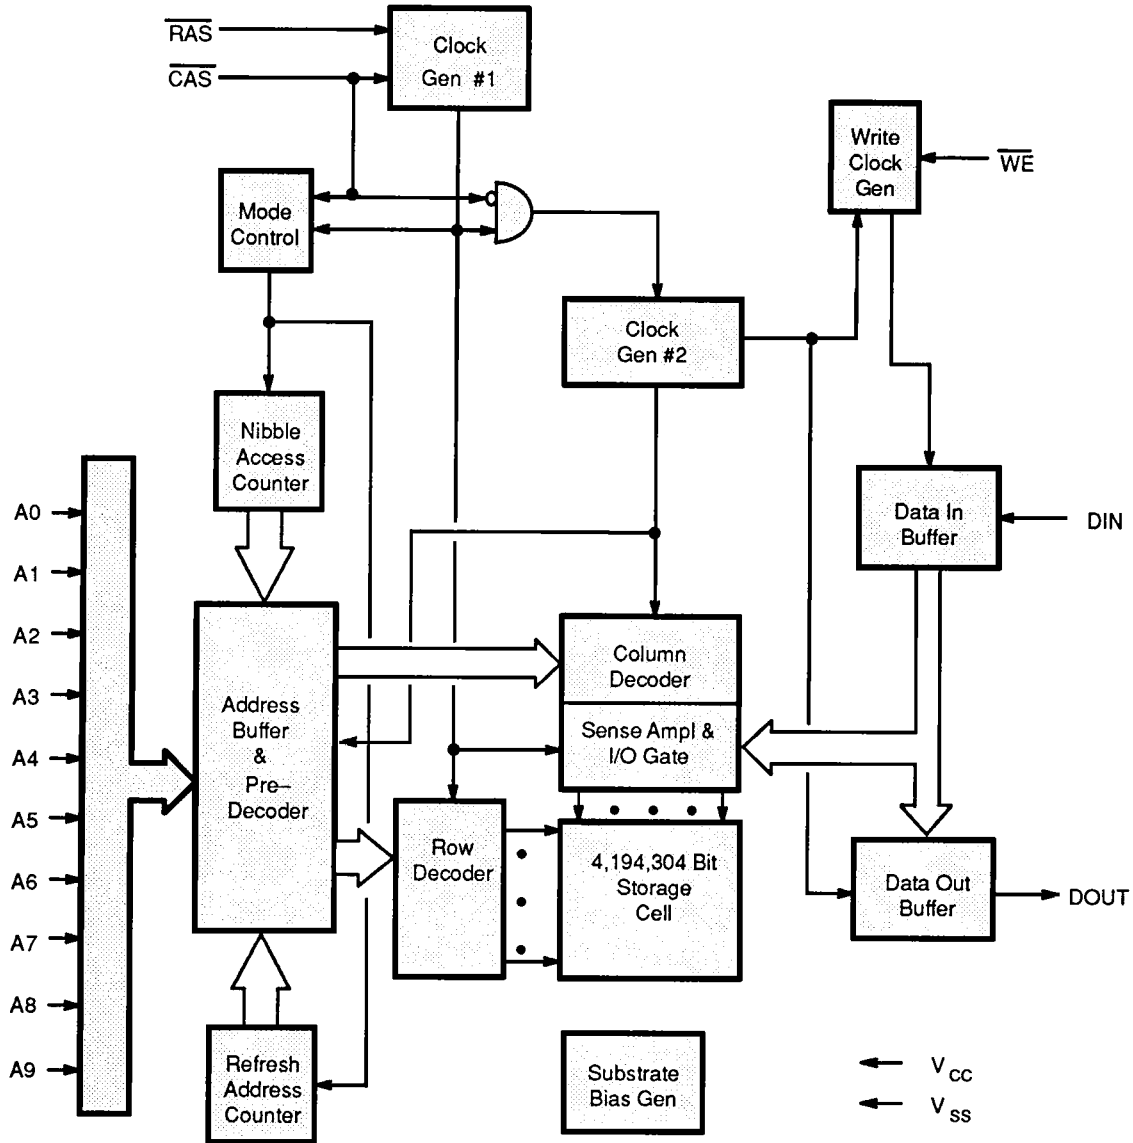 RAS
CAS
Clock
Gen #1
Write
Clock
Gen
WE
Mode
Control
Clock
Gen #2
Nibble
Access
Counter
Data In
Buffer
DIN
A0
A1
A2
A3
A4
A5
A6
A7
A8
A9
Address
Buffer
&
Pre–
Decoder
Column
Decoder
Sense Ampl &
I/O Gate
Row
Decoder
4,194,304 Bit
Storage
Cell
Data Out
Buffer
DOUT
Refresh
Address
Counter
Substrate
Bias Gen
VCC
VSS